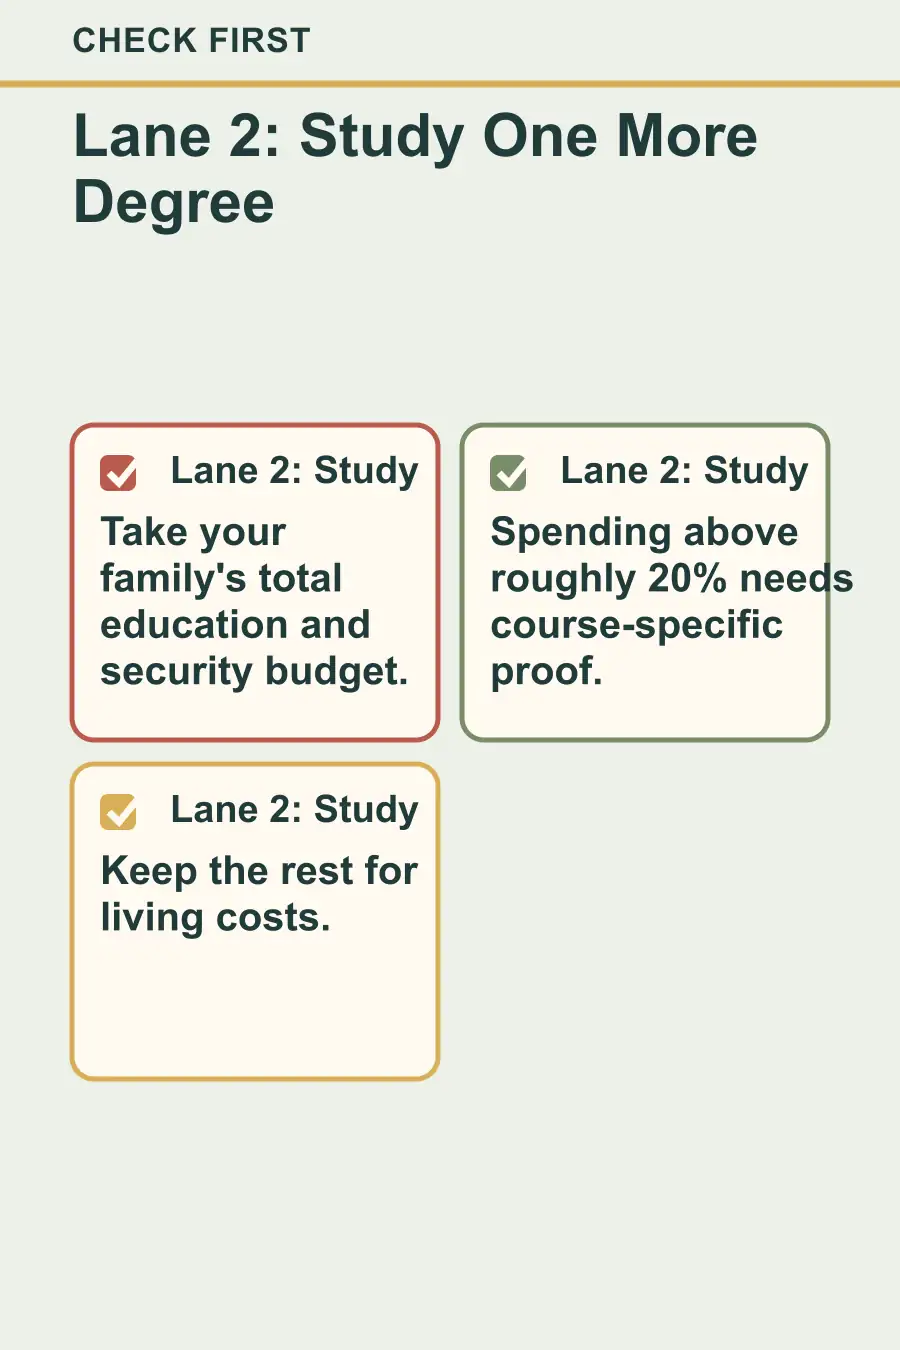 CHECK FIRST
Lane 2: Study One More
Degree
Lane 2: Study
Take your
family's total
education and
security budget.
Lane 2: Study
Spending above
roughly 20% needs
course-specific
proof.
Lane 2: Study
Keep the rest for
living costs.